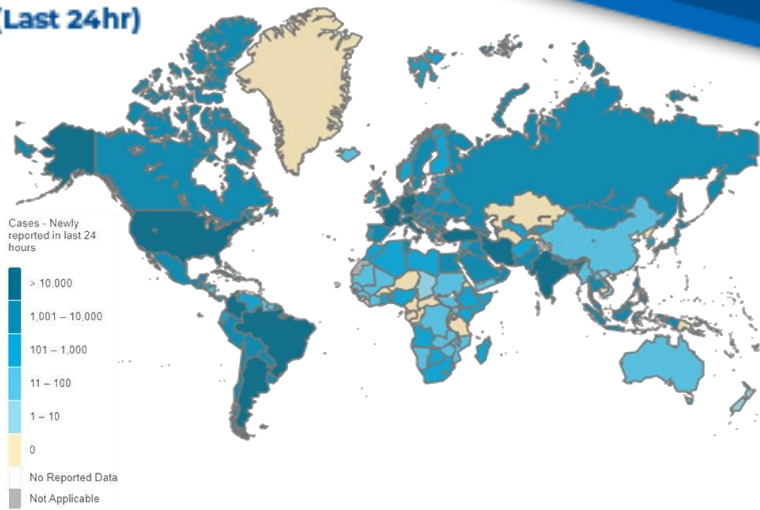 (Last 24hr)
Cases - Newly
reported in last 24
hours
> 10,000
1,001 – 10,000
101 – 1,000
11 – 100
1 – 10
0
No Reported Data
Not Applicable